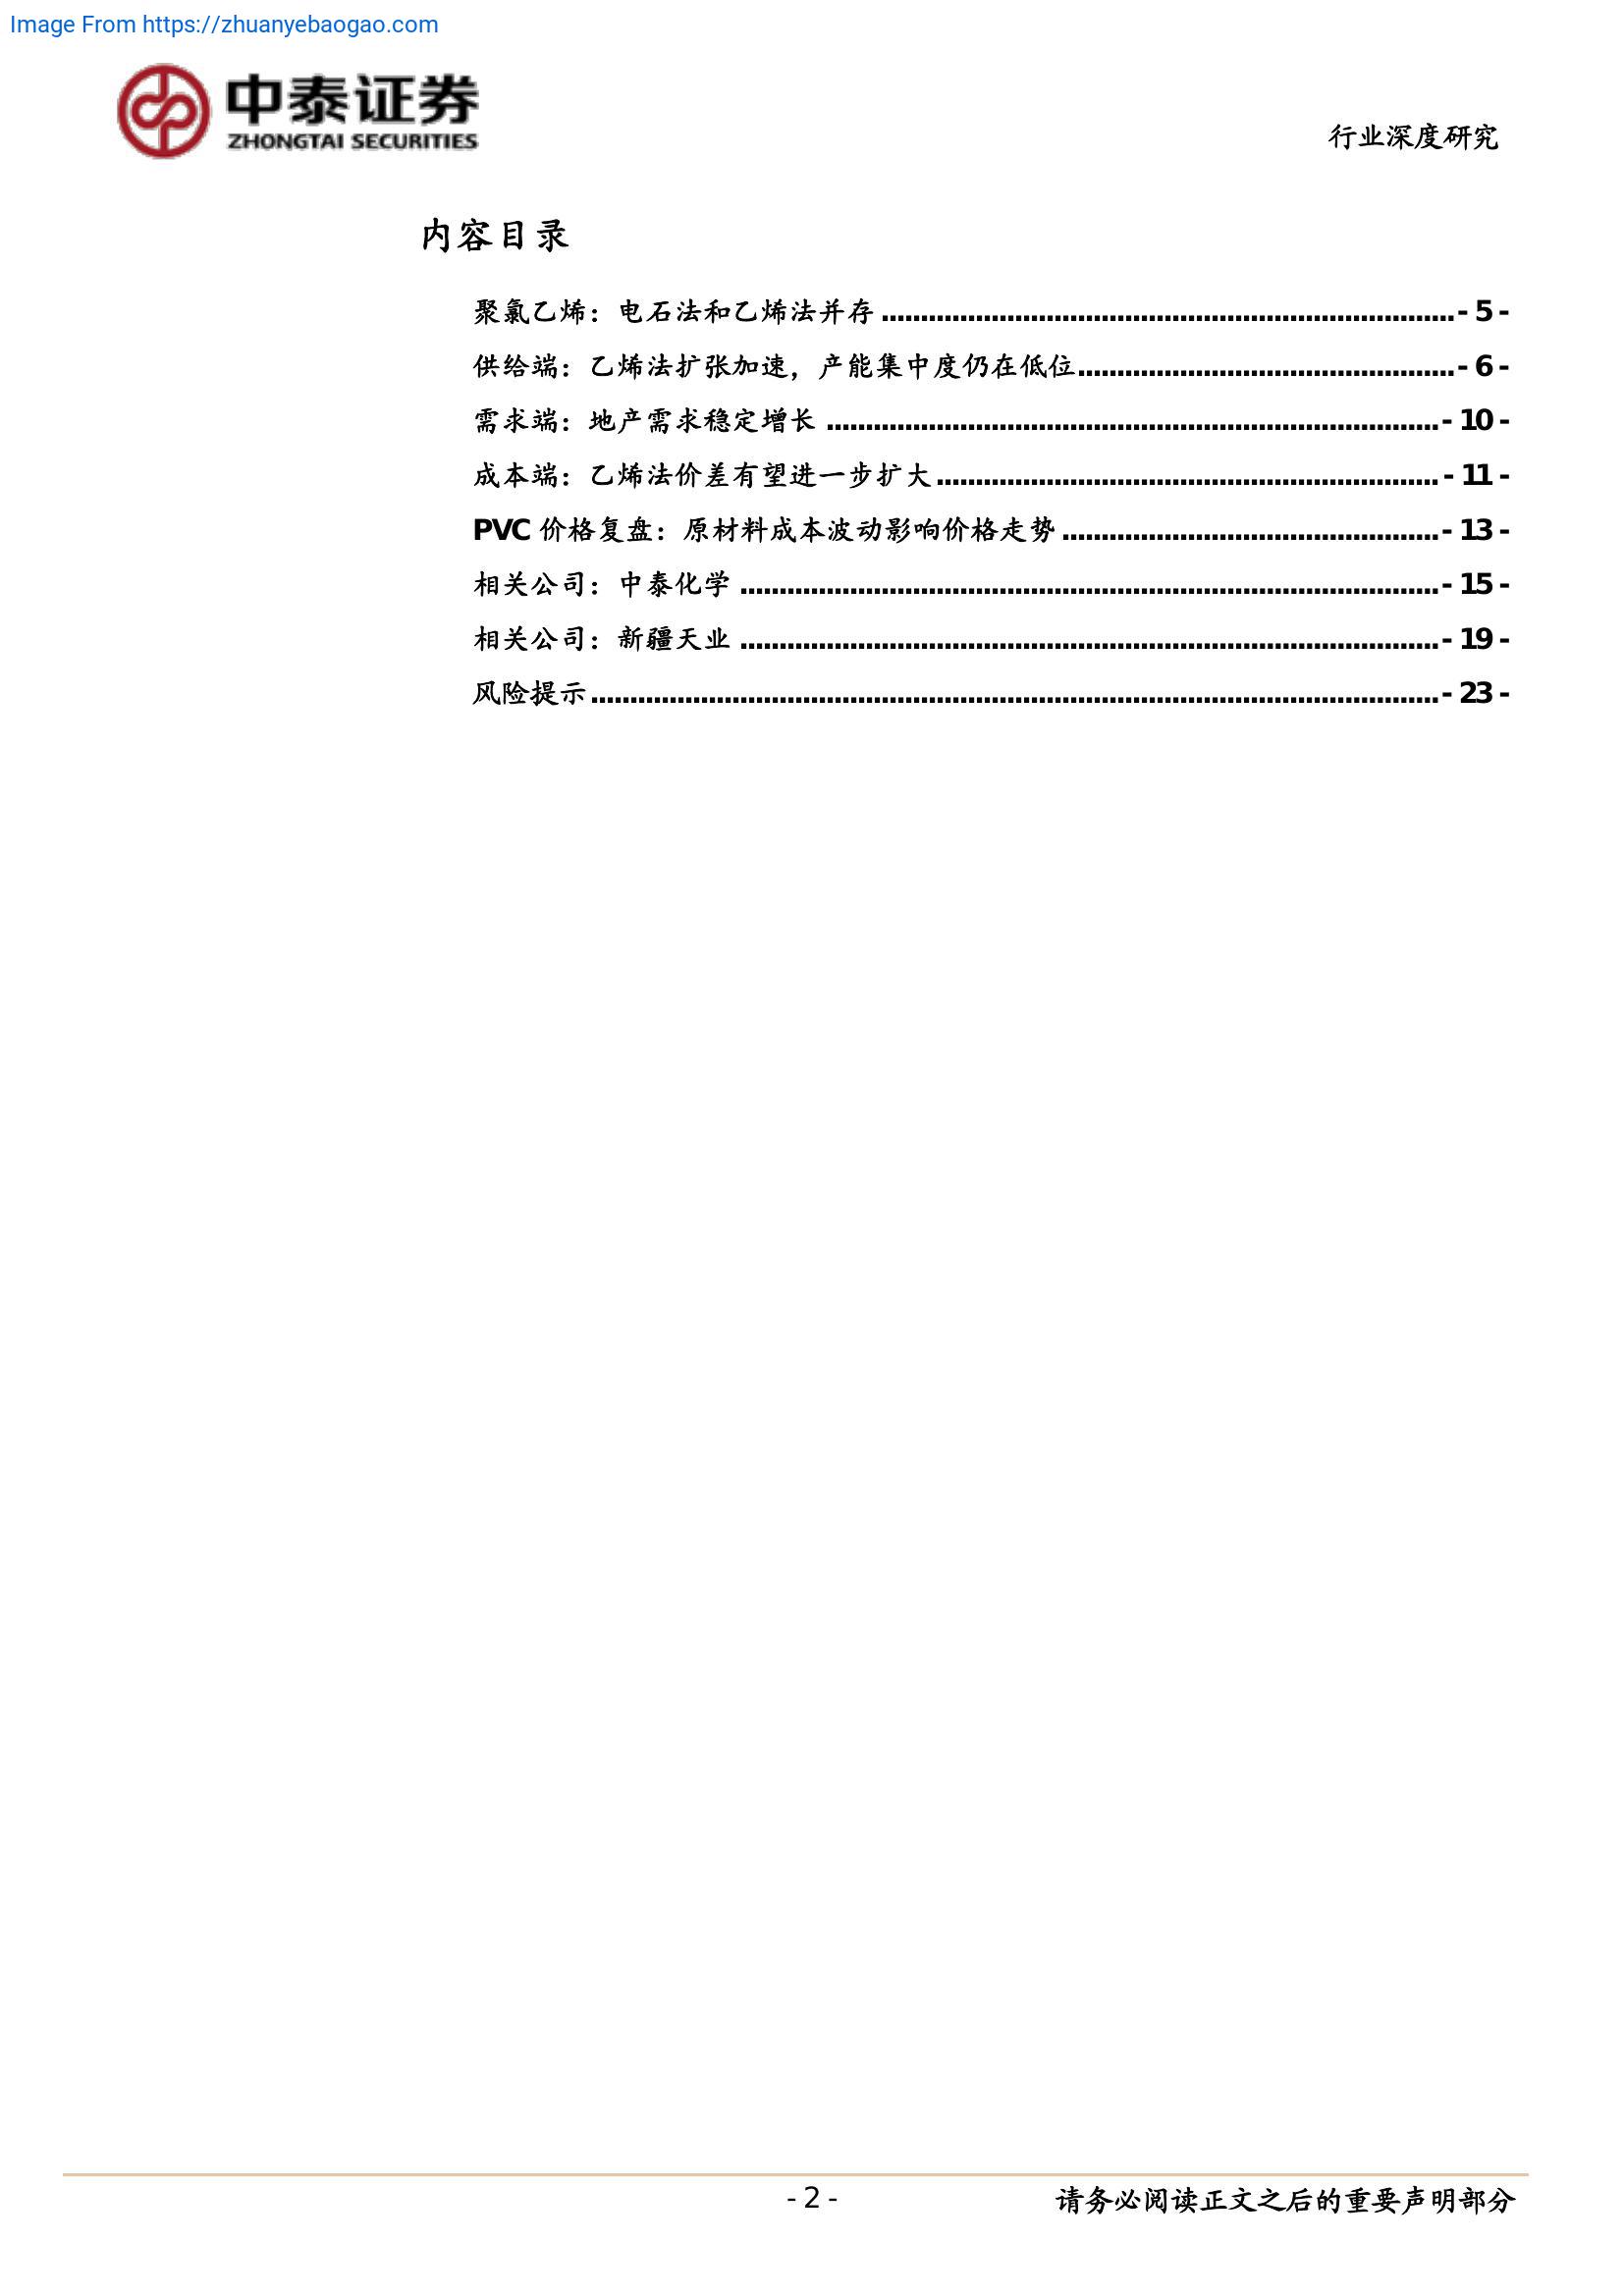 Image From https://zhuanyebaogao.com
中泰证券
ZHONGTAI SECURITIES
行业深度研究
内容目录
聚氯乙烯：电石法和乙烯法并存 ........................................................................ - 5 -
供给端：乙烯法扩张加速，产能集中度仍在低位 ................................................ - 6 -
需求端：地产需求稳定增长 ............................................................................. - 10 -
成本端：乙烯法价差有望进一步扩大 ............................................................... - 11 -
PVC 价格复盘：原材料成本波动影响价格走势 ................................................ - 13 -
相关公司：中泰化学 ........................................................................................ - 15 -
相关公司：新疆天业 ........................................................................................ - 19 -
风险提示 ........................................................................................................... - 23 -
- 2 -
请务必阅读正文之后的重要声明部分